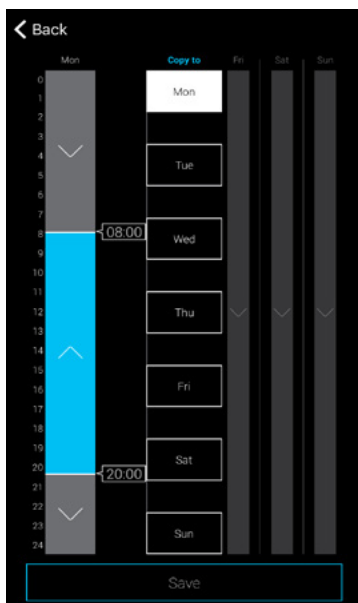 Back
Mon
Copy to
Fri
Sat
Sun
0
1
2
3
4
5
6
7
8
9
10
11
12
13
14
15
16
17
18
19
20
21
22
23
24
08:00
20:00
Mon
Tue
Wed
Thu
Fri
Sat
Sun
Save